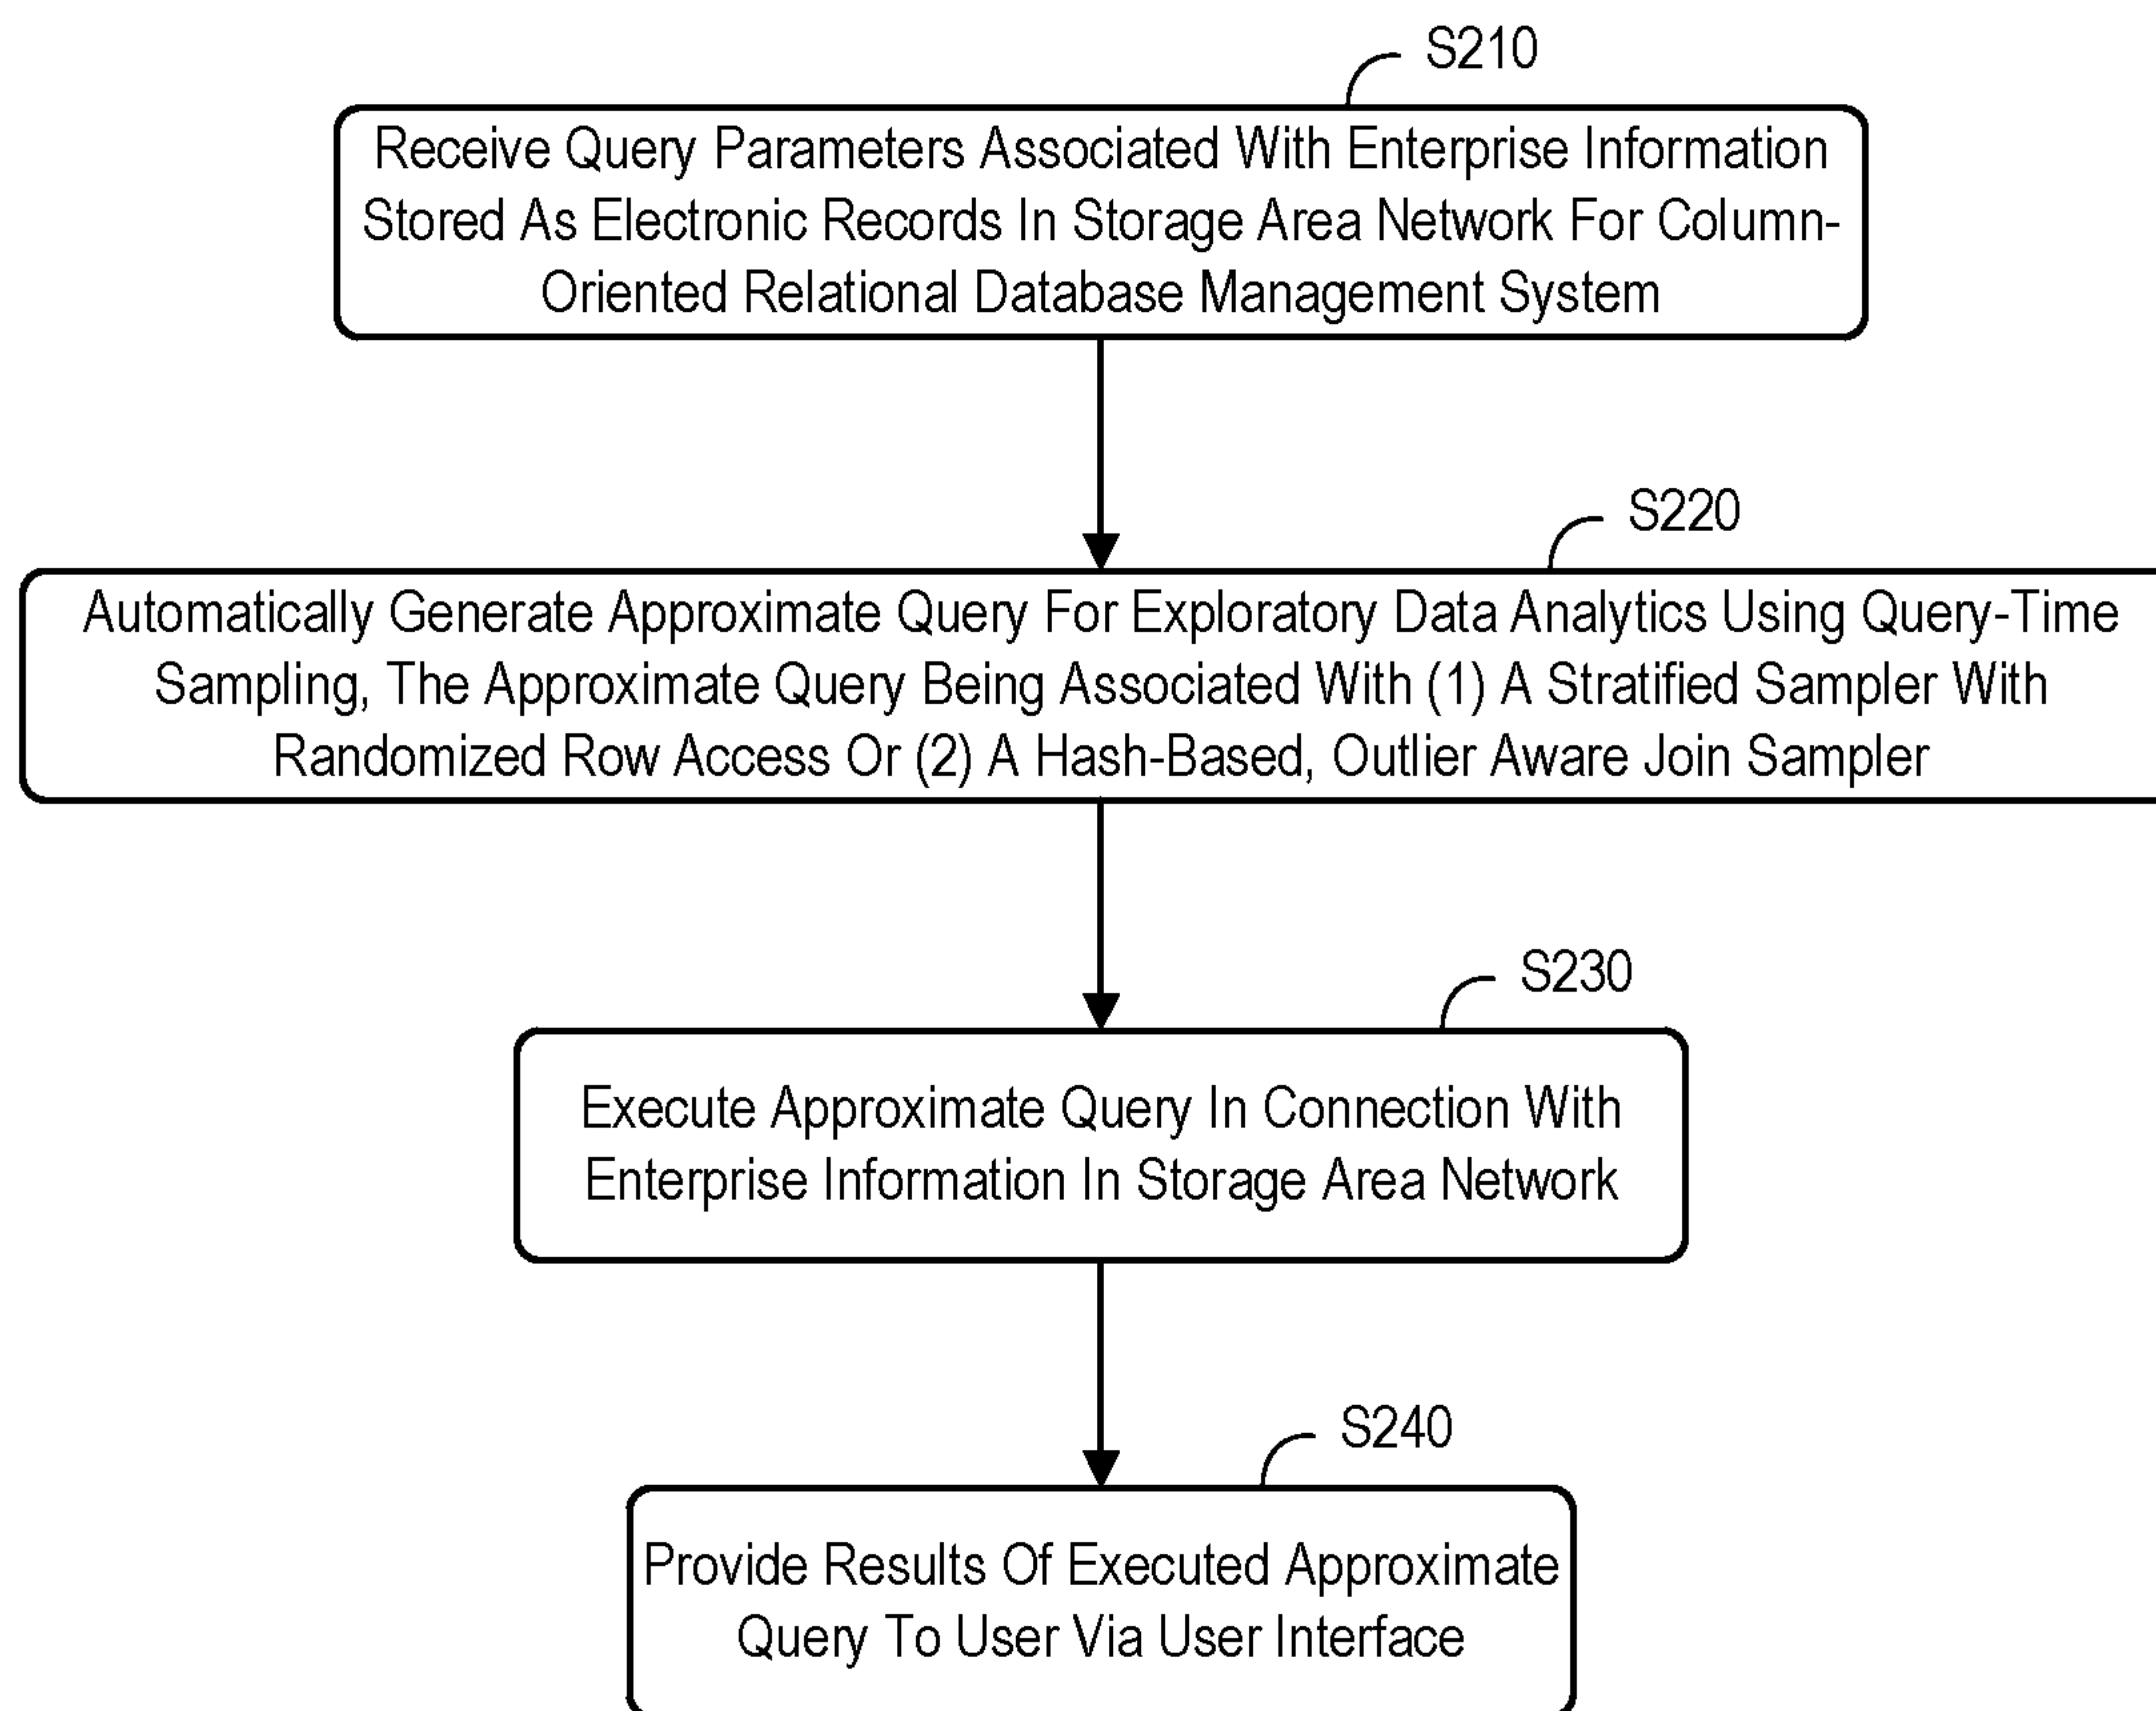 S210
Receive Query Parameters Associated With Enterprise Information
Stored As Electronic Records In Storage Area Network For Column-
Oriented Relational Database Management System
S220
Automatically Generate Approximate Query For Exploratory Data Analytics Using Query-Time
Sampling, The Approximate Query Being Associated With (1) A Stratified Sampler With
Randomized Row Access Or (2) A Hash-Based, Outlier Aware Join Sampler
S230
Execute Approximate Query In Connection With
Enterprise Information In Storage Area Network
S240
Provide Results Of Executed Approximate
Query To User Via User Interface